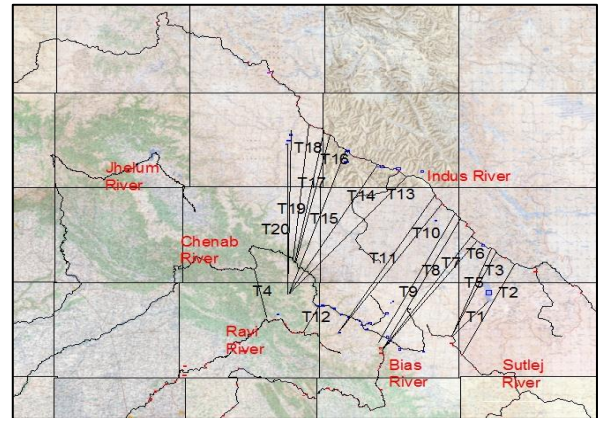 T18
T16
Jhelum
River
Indus River
T17
T14
T13
T19
T15
T20
T10
Chenab
River
T11
T6
T7
T3
T8
T5
T4
T9
T2
T12
T1
Ravi
River
Bias
River
Sutlej
River